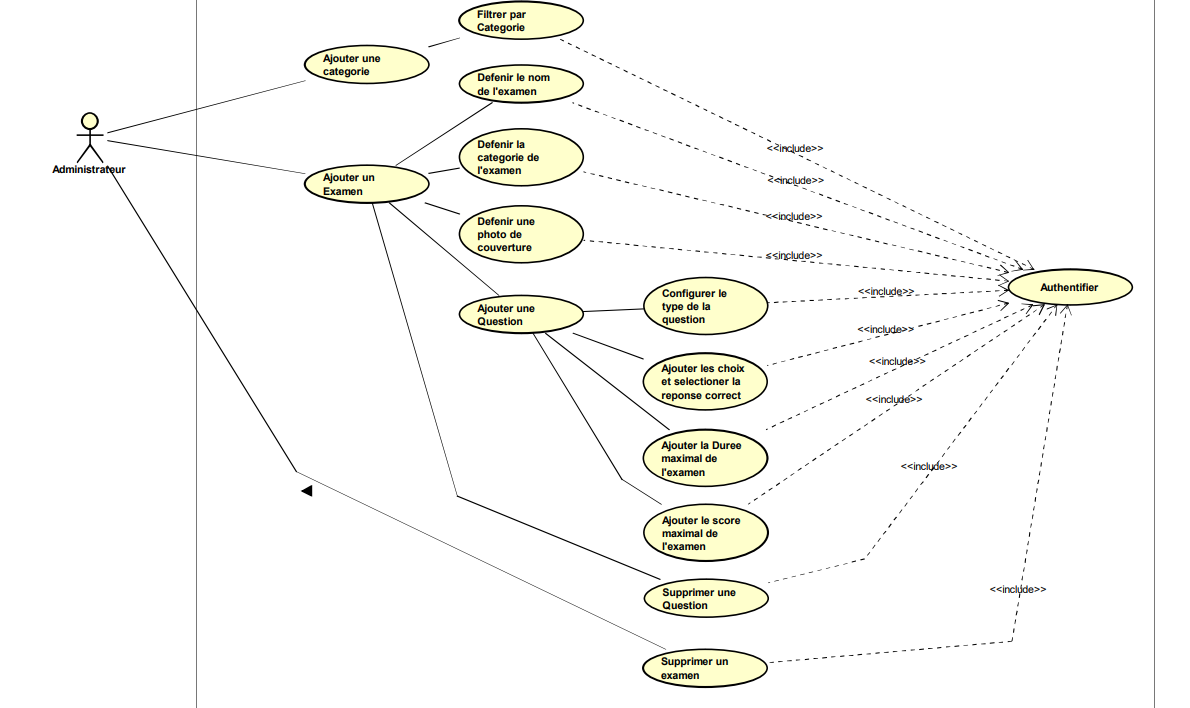 Filtrer par
Categorie
Ajouter une
categorie
Defenir le nom
de l'examen
Administrateur
Defenir la
categorie de
l'examen
Ajouter un
Examen
Defenir une
photo de
couverture
<<include>>
<<include>>
<<include>>
<<include>>
Authentifier
Ajouter une
Question
Configurer le
type de la
question
<<include>>
Ajouter les choix
et selectioner la
reponse correct
<<include>>
<<include>>
<<include>>
Ajouter la Duree
maximal de
l'examen
<<include>>
Ajouter le score
maximal de
l'examen
Supprimer une
Question
<<include>>
Supprimer un
examen